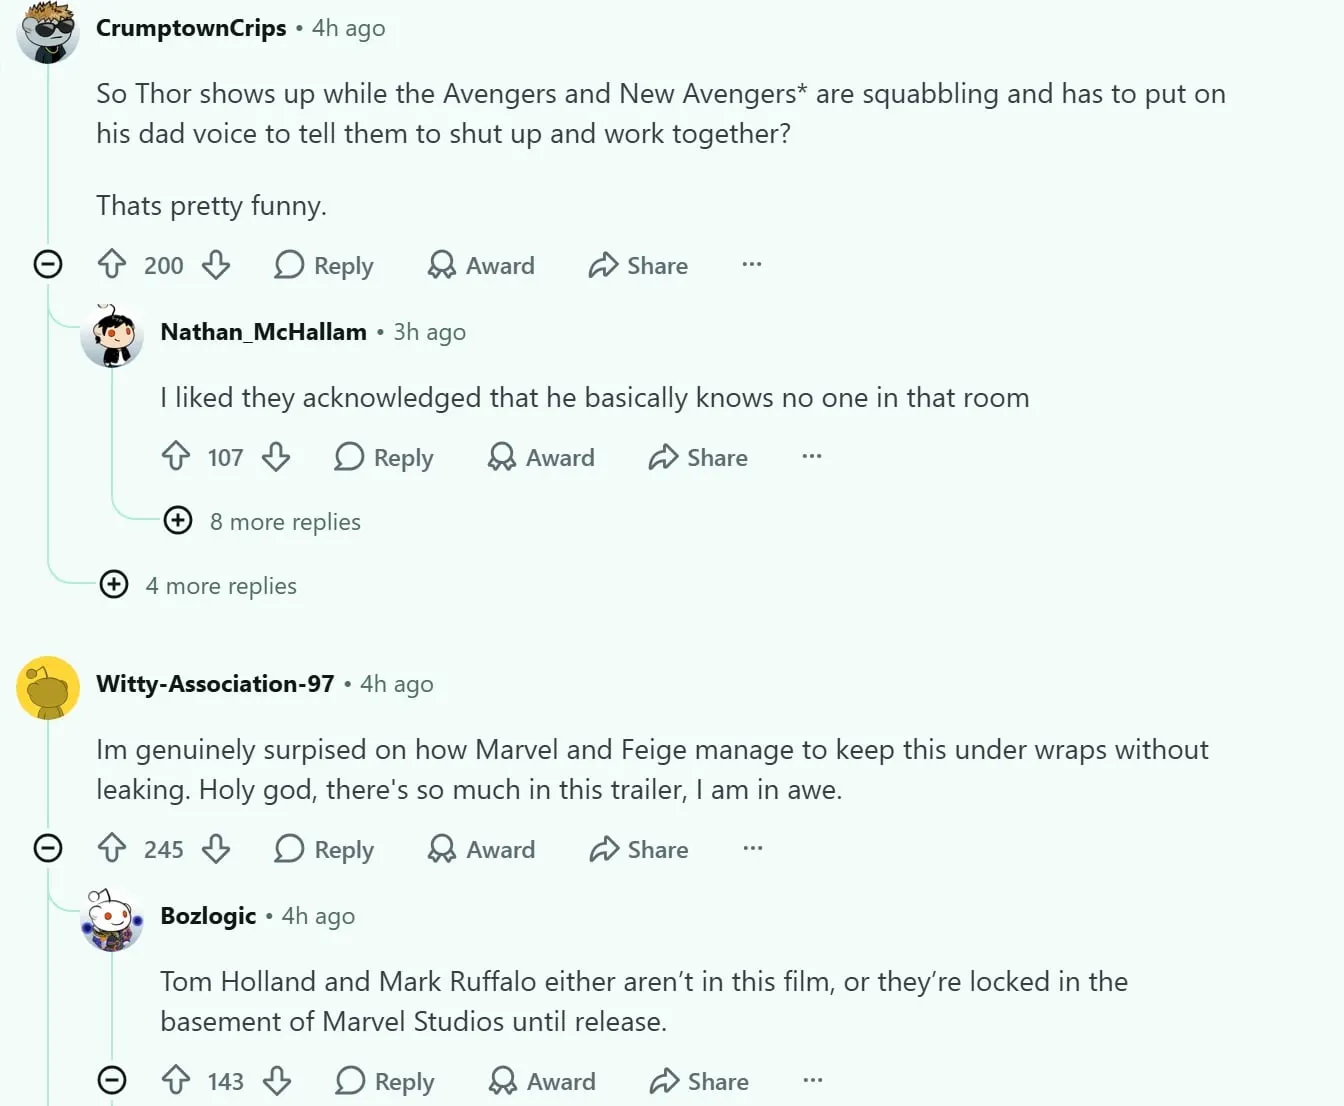 CrumptownCrips • 4h ago
So Thor shows up while the Avengers and New Avengers* are squabbling and has to put on
his dad voice to tell them to shut up and work together?
Thats pretty funny.
200 Reply Award Share ...
Nathan_McHallam • 3h ago
I liked they acknowledged that he basically knows no one in that room
107 Reply Award Share ...
8 more replies
4 more replies
Witty-Association-97 • 4h ago
Im genuinely surpised on how Marvel and Feige manage to keep this under wraps without
leaking. Holy god, there's so much in this trailer, I am in awe.
245 Reply Award Share ...
Bozlogic • 4h ago
Tom Holland and Mark Ruffalo either aren’t in this film, or they’re locked in the
basement of Marvel Studios until release.
143 Reply Award Share ...